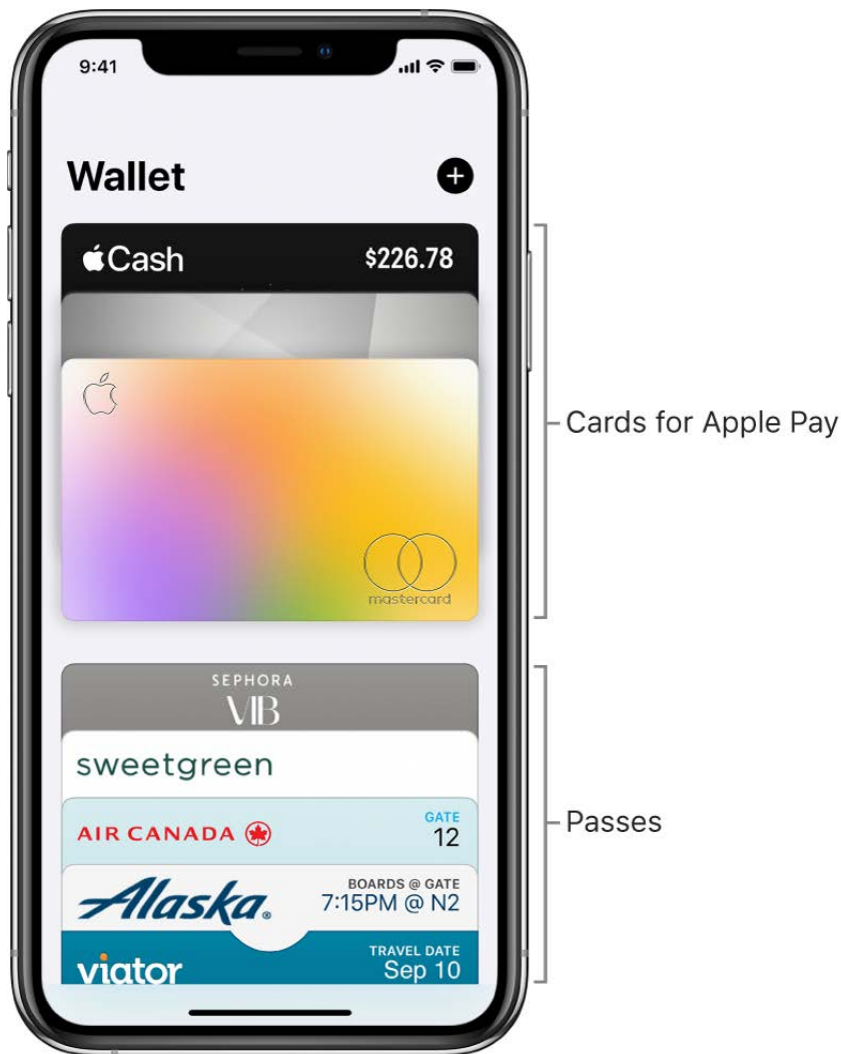 9:41
Wallet
Cash $226.78
mastercard
Cards for Apple Pay
SEPHORA
VIB
sweetgreen
AIR CANADA
GATE
12
Passes
Alaska®
BOARDS @ GATE
7:15PM @ N2
viator
TRAVEL DATE
Sep 10